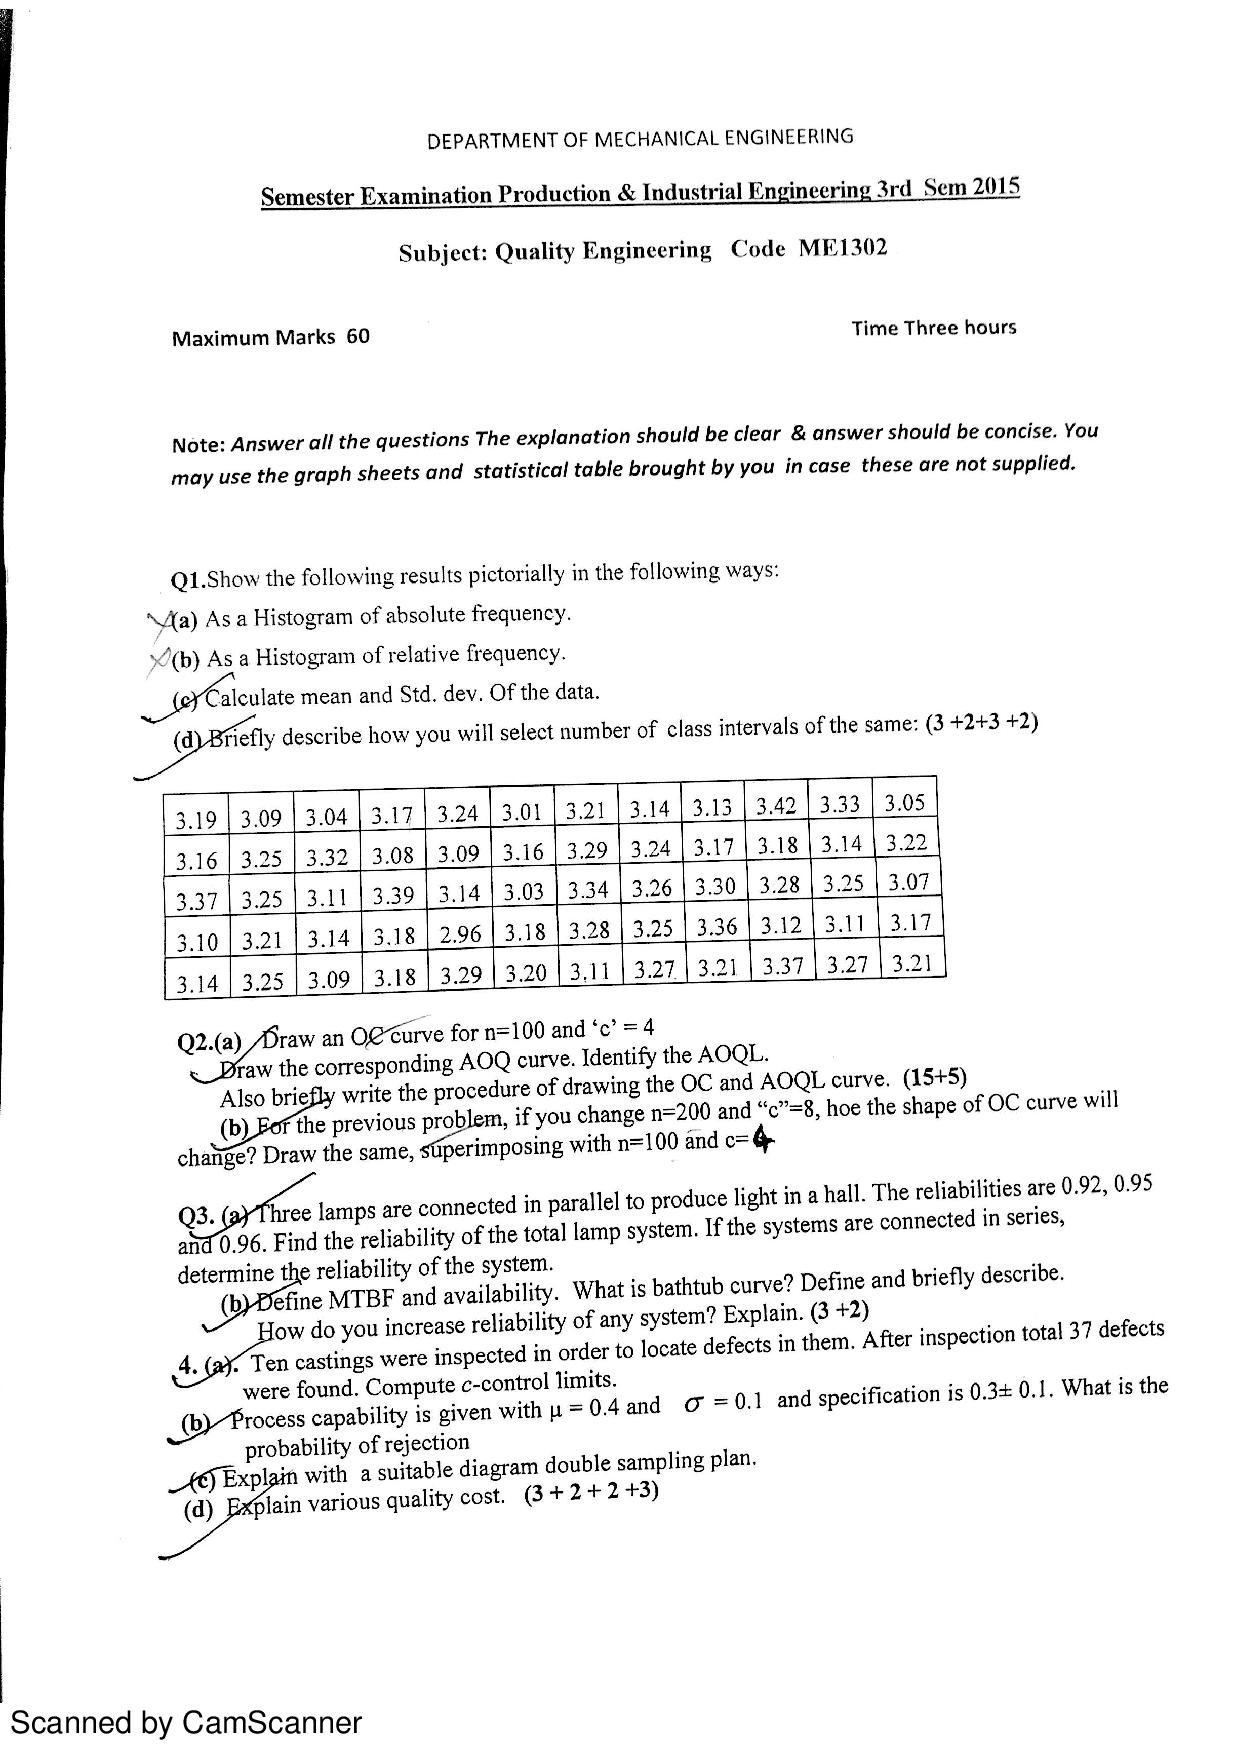 DEPARTMENT OF MECHANICAL ENGINEERING
Semester Examination Production & Industrial Engineering 3rd Sem 2015
Subject: Quality Engineering Code ME1302
Maximum Marks 60 Time Three hours
Note: Answer all the questions The explanation should be clear & answer should be concise. You
may use the graph sheets and statistical table brought by you in case these are not supplied.
Q1.Show the following results pictorially in the following ways:
(a) As a Histogram of absolute frequency.
(b) As a Histogram of relative frequency.
(c) Calculate mean and Std. dev. Of the data.
(d) Briefly describe how you will select number of class intervals of the same: (3 +2+3 +2)
3.19 3.09 3.04 3.17 3.24 3.01 3.21 3.14 3.13 3.42 3.33 3.05
3.16 3.25 3.32 3.08 3.09 3.16 3.29 3.24 3.17 3.18 3.14 3.22
3.37 3.25 3.11 3.39 3.14 3.03 3.34 3.26 3.30 3.28 3.25 3.07
3.10 3.21 3.14 3.18 2.96 3.18 3.28 3.25 3.36 3.12 3.11 3.17
3.14 3.25 3.09 3.18 3.29 3.20 3.11 3.27 3.21 3.37 3.27 3.21
Q2.(a) Draw an OC curve for n=100 and ‘c’ = 4
Draw the corresponding AOQ curve. Identify the AOQL.
Also briefly write the procedure of drawing the OC and AOQL curve. (15+5)
(b) For the previous problem, if you change n=200 and “c”=8, hoe the shape of OC curve will
change? Draw the same, superimposing with n=100 and c=4
Q3. (a) Three lamps are connected in parallel to produce light in a hall. The reliabilities are 0.92, 0.95
and 0.96. Find the reliability of the total lamp system. If the systems are connected in series,
determine the reliability of the system.
(b) Define MTBF and availability. What is bathtub curve? Define and briefly describe.
How do you increase reliability of any system? Explain. (3 +2)
4. (a). Ten castings were inspected in order to locate defects in them. After inspection total 37 defects
were found. Compute c-control limits.
(b) Process capability is given with μ = 0.4 and σ = 0.1 and specification is 0.3± 0.1. What is the
probability of rejection
(c) Explain with a suitable diagram double sampling plan.
(d) Explain various quality cost. (3 + 2 + 2 +3)
Scanned by CamScanner